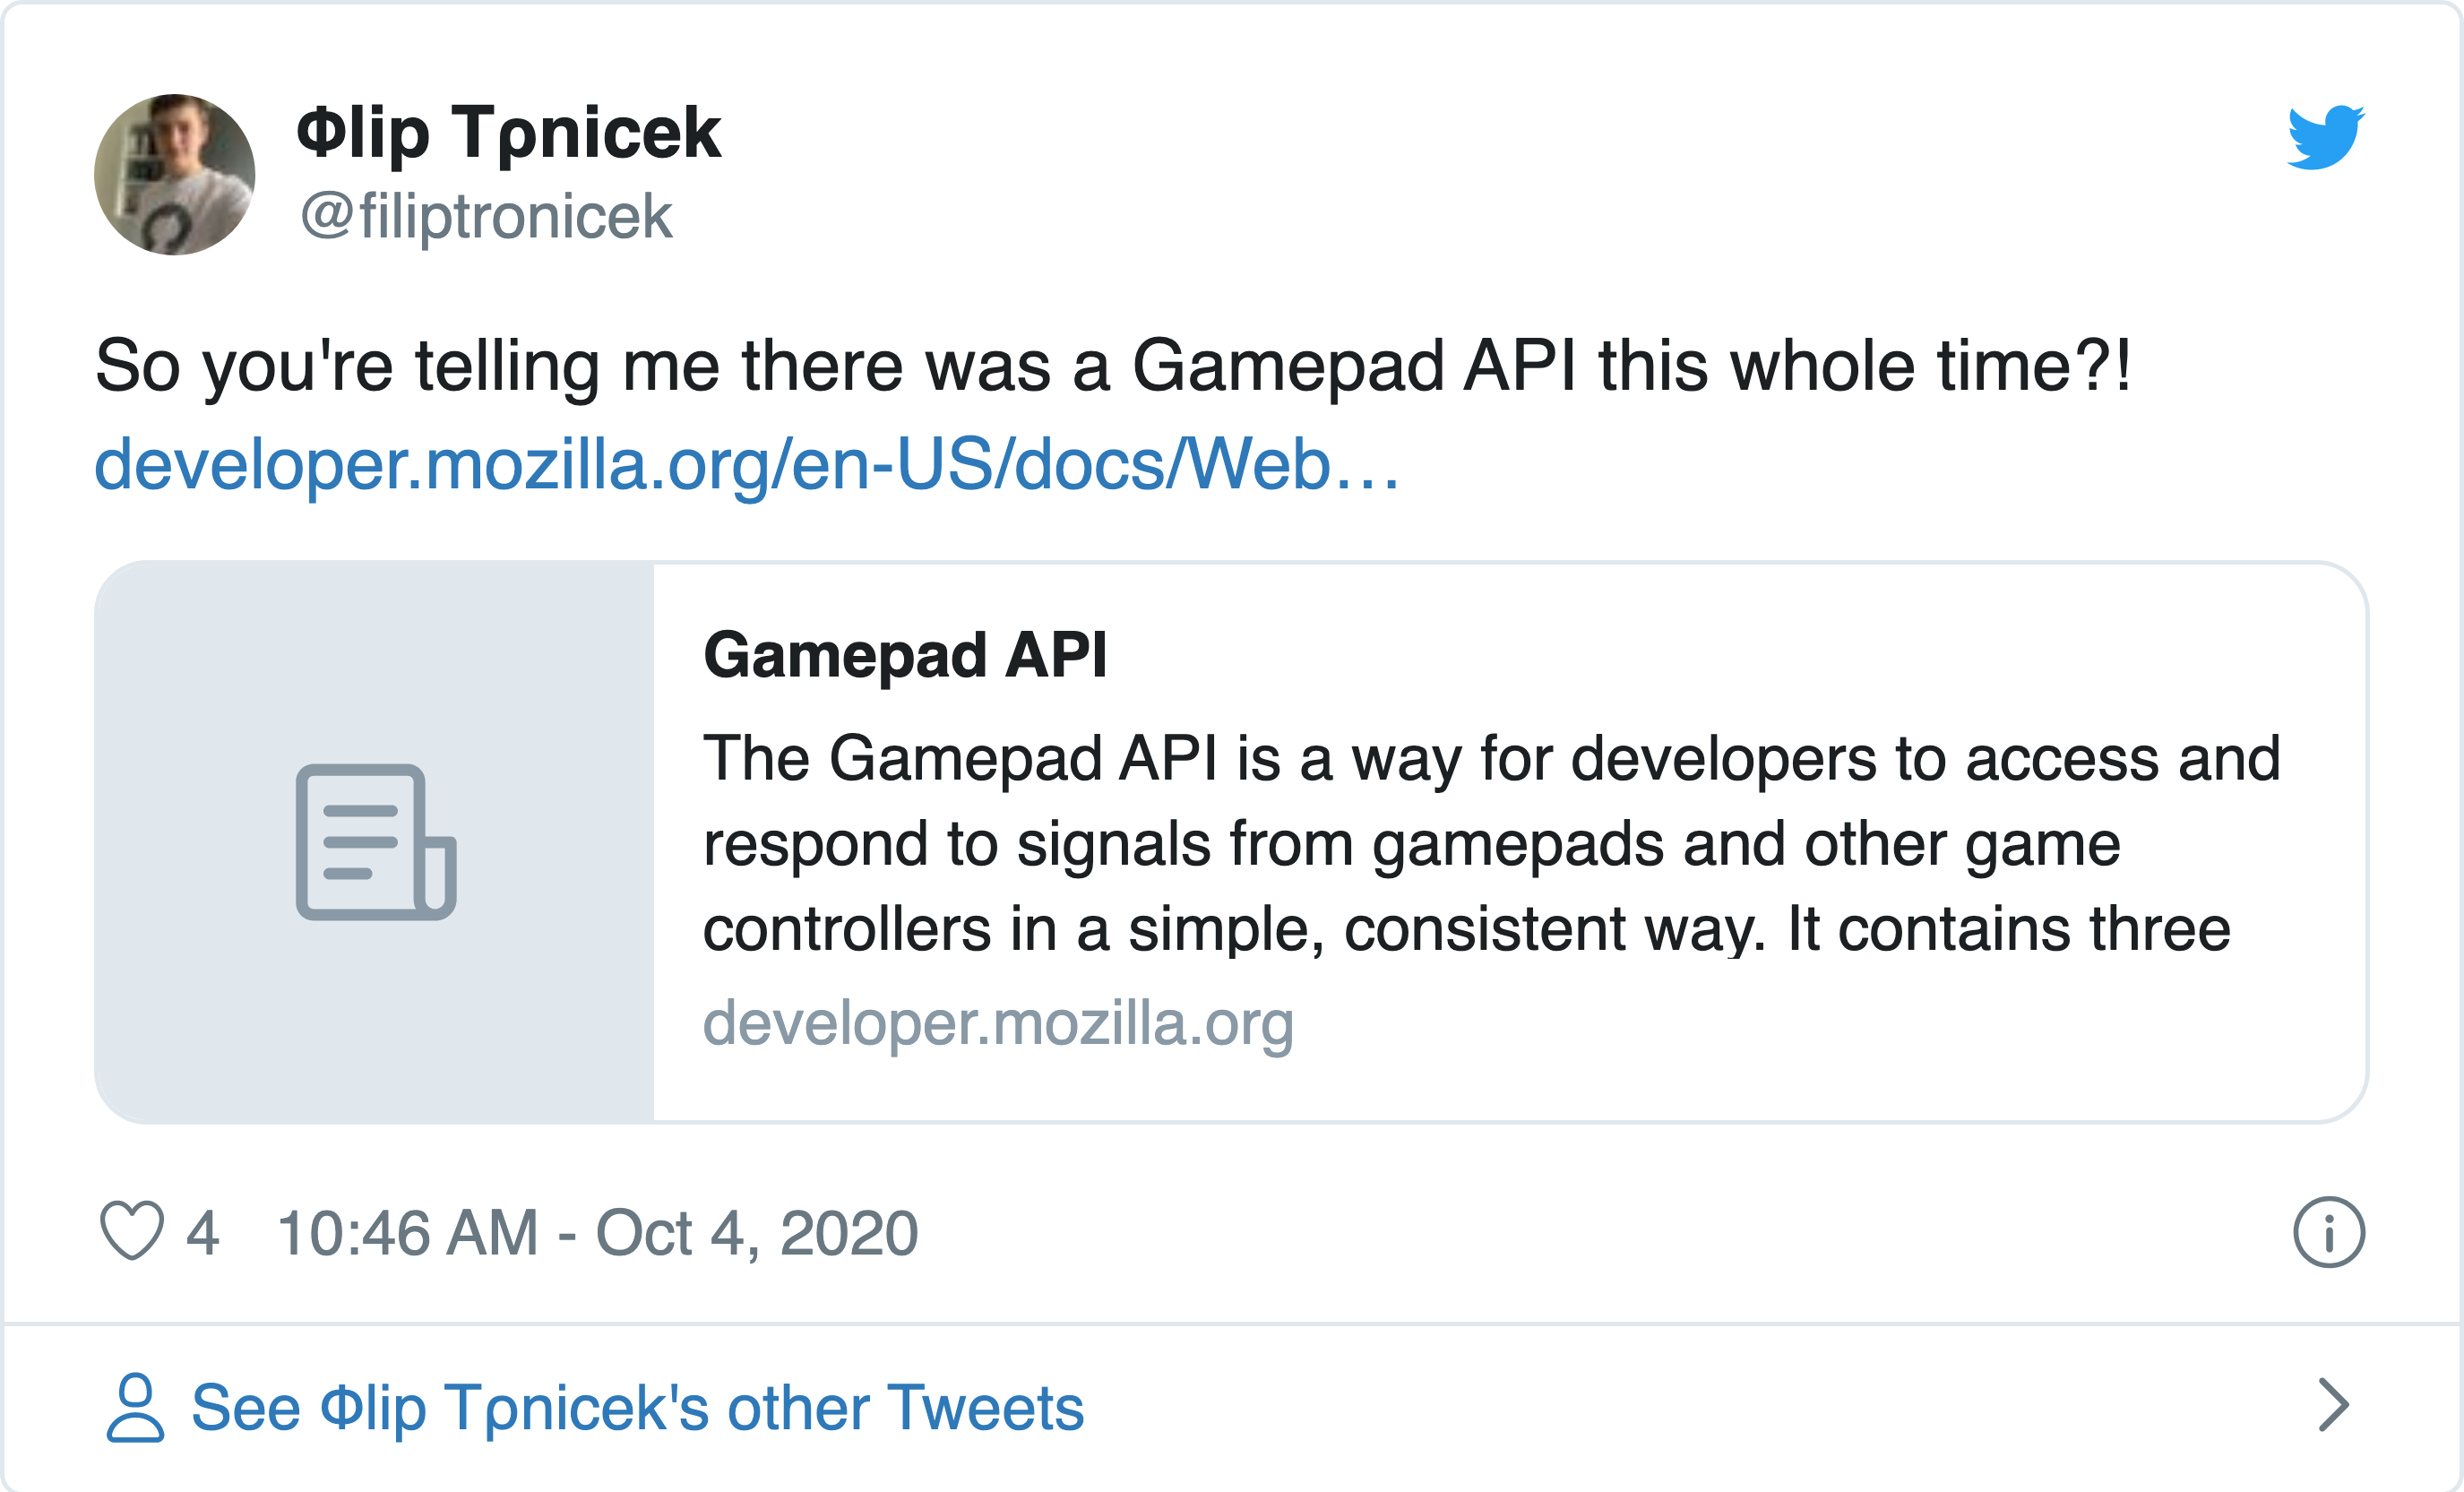 Φlip Tρnicek
@filiptronicek
So you're telling me there was a Gamepad API this whole time?!
developer.mozilla.org/en-US/docs/Web…
Gamepad API
The Gamepad API is a way for developers to access and
respond to signals from gamepads and other game
controllers in a simple, consistent way. It contains three
developer.mozilla.org
4 10:46 AM - Oct 4, 2020
See Φlip Tρnicek's other Tweets